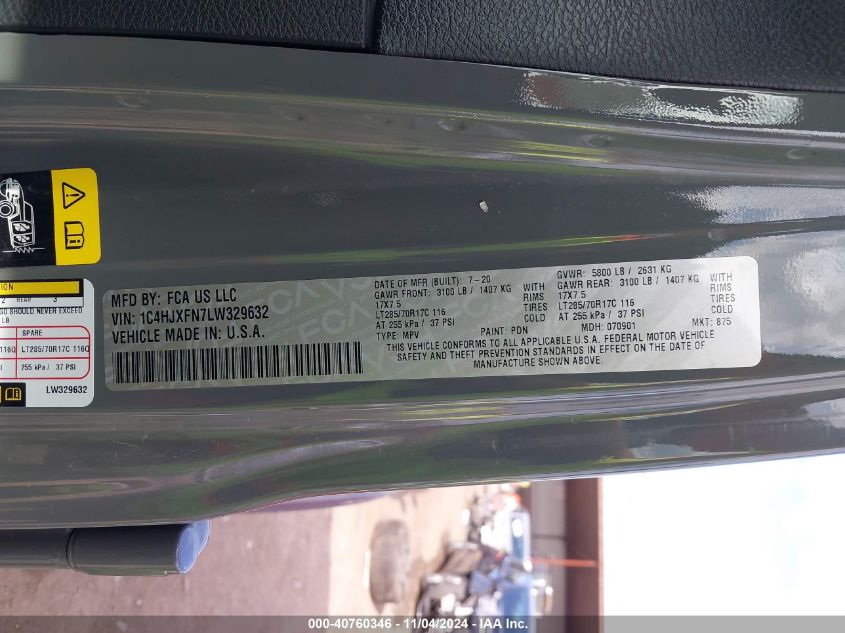 TION
2 REAR 3
GO SHOULD NEVER EXCEED
LB
SPARE
116Q LT285/70R17C 116Q
I 255 kPa / 37 PSI
LW329632
MFD BY: FCA US LLC
VIN: 1C4HJXFN7LW329632
VEHICLE MADE IN: U.S.A.
DATE OF MFR (BUILT): 7-20
GAWR FRONT: 3100 LB / 1407 KG WITH
17X7.5 RIMS
LT285/70R17C 116 TIRES
AT 255 kPa / 37 PSI COLD
TYPE: MPV PAINT: PDN
GVWR: 5800 LB / 2631 KG
GAWR REAR: 3100 LB / 1407 KG WITH
17X7.5 RIMS
LT285/70R17C 116 TIRES
AT 255 kPa / 37 PSI COLD
MDH: 070901 MKT: 875
THIS VEHICLE CONFORMS TO ALL APPLICABLE U.S.A. FEDERAL MOTOR VEHICLE
SAFETY AND THEFT PREVENTION STANDARDS IN EFFECT ON THE DATE OF
MANUFACTURE SHOWN ABOVE.
000-40760346 - 11/04/2024 - IAA Inc.